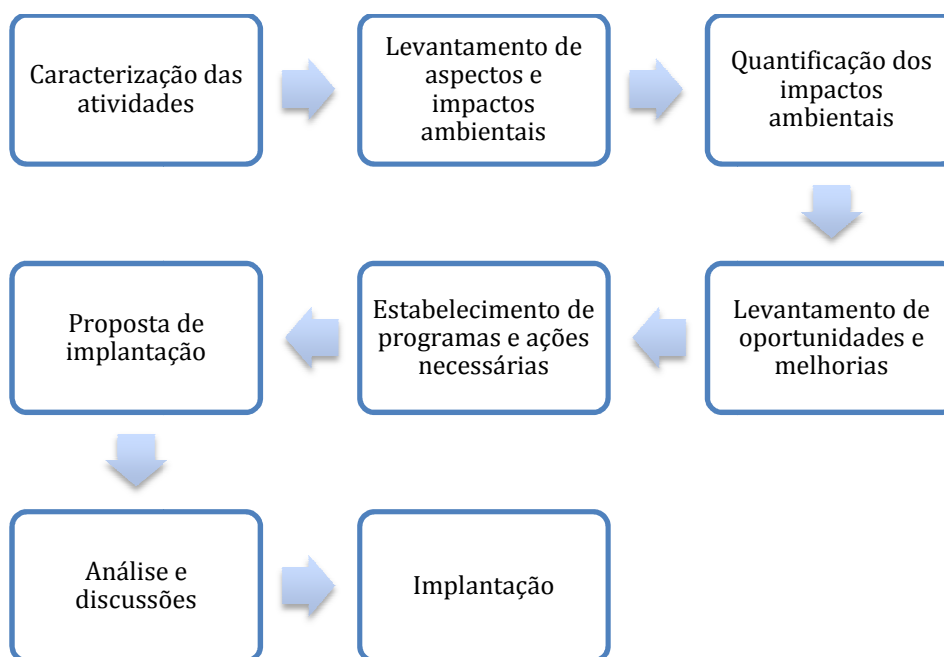 Caracterização das
atividades
Levantamento de
aspectos e
impactos
ambientais
Quantificação dos
impactos
ambientais
Levantamento de
oportunidades e
melhorias
Estabelecimento de
programas e ações
necessárias
Proposta de
implantação
Análise e
discussões
Implantação